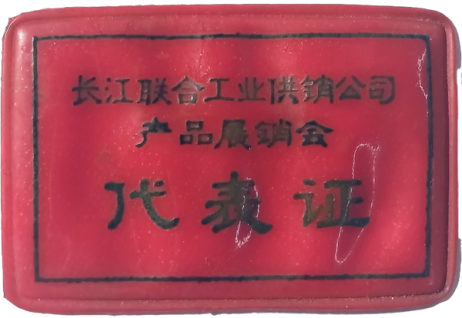 长江联合工业供销公司
产品展销会
代表证